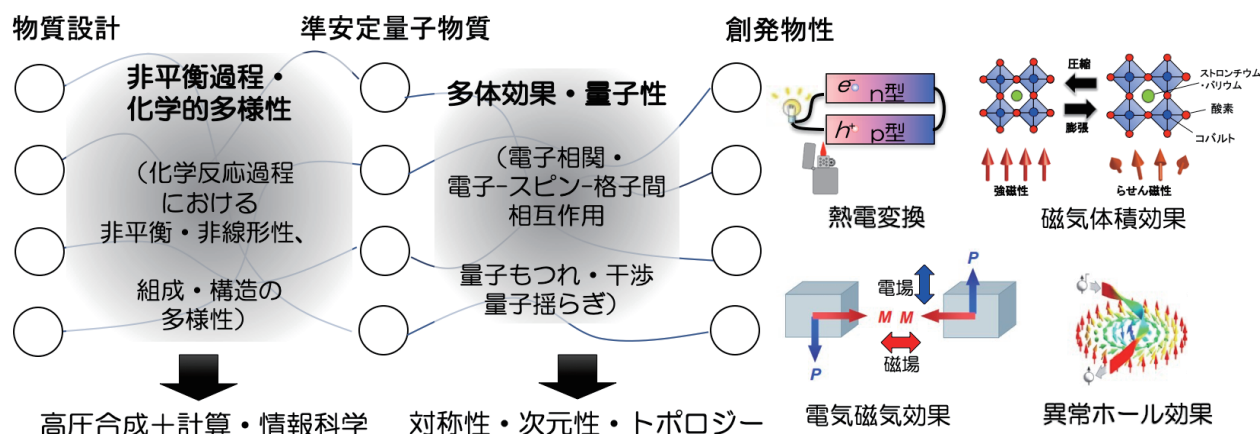 物質設計
準安定量子物質
創発物性
非平衡過程・
化学的多様性
(化学反応過程
における
非平衡・非線形性、
組成・構造の
多様性)
高圧合成+計算・情報科学
多体効果・量子性
(電子相関・
電子-スピン-格子間
相互作用
量子もつれ・干渉
量子揺らぎ)
対称性・次元性・トポロジー
e- n型
h+ p型
熱電変換
圧縮
膨張
ストロンチウム
・バリウム
酸素
コバルト
強磁性
らせん磁性
磁気体積効果
P
電場
M M
磁場
P
電気磁気効果
異常ホール効果